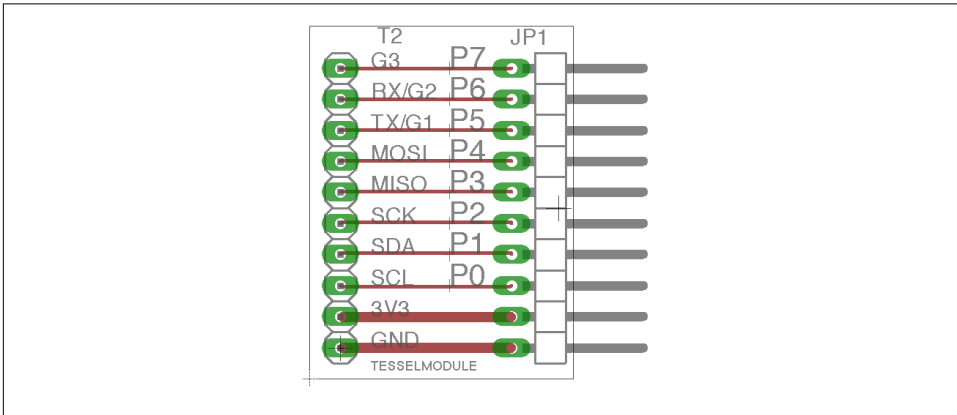 T2 JP1
G3 P7
RX/G2 P6
TX/G1 P5
MOSI P4
MISO P3
SCK P2
SDA P1
SCL P0
3V3
GND
TESSELMODULE